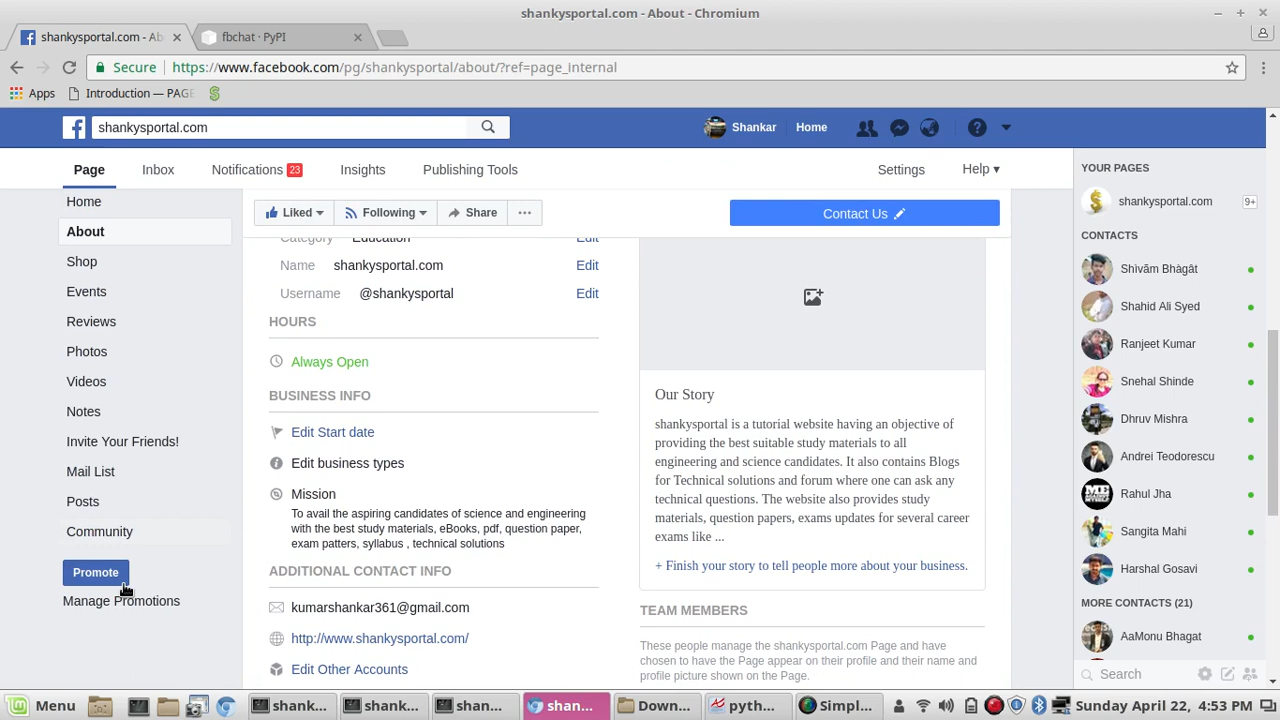 shankysportal.com - About - Chromium
shankysportal.com - Ab
fbchat · PyPI
Secure
https://www.facebook.com/pg/shankysportal/about/?ref=page_internal
Apps
Introduction — PAGE
shankysportal.com
Shankar
Home
Page
Inbox
Notifications 23
Insights
Publishing Tools
Settings
Help
Home
About
Shop
Events
Reviews
Photos
Videos
Notes
Invite Your Friends!
Mail List
Posts
Community
Promote
Manage Promotions
Liked
Following
Share
Contact Us
Category Education Edit
Name shankysportal.com Edit
Username @shankysportal Edit
HOURS
Always Open
BUSINESS INFO
Edit Start date
Edit business types
Mission
To avail the aspiring candidates of science and engineering
with the best study materials, eBooks, pdf, question paper,
exam patters, syllabus , technical solutions
ADDITIONAL CONTACT INFO
kumarshankar361@gmail.com
http://www.shankysportal.com/
Edit Other Accounts
Our Story
shankysportal is a tutorial website having an objective of
providing the best suitable study materials to all
engineering and science candidates. It also contains Blogs
for Technical solutions and forum where one can ask any
technical questions. The website also provides study
materials, question papers, exams updates for several career
exams like ...
+ Finish your story to tell people more about your business.
TEAM MEMBERS
These people manage the shankysportal.com Page and have
chosen to have the Page appear on their profile and their name and
profile picture shown on the Page.
YOUR PAGES
shankysportal.com 9+
CONTACTS
Shìvãm Bhàgât
Shahid Ali Syed
Ranjeet Kumar
Snehal Shinde
Dhruv Mishra
Andrei Teodorescu
Rahul Jha
Sangita Mahi
Harshal Gosavi
MORE CONTACTS (21)
AaMonu Bhagat
Search
Menu
shank...
shank...
shan...
shan...
Down...
pyth...
Simpl...
Sunday April 22, 4:53 PM